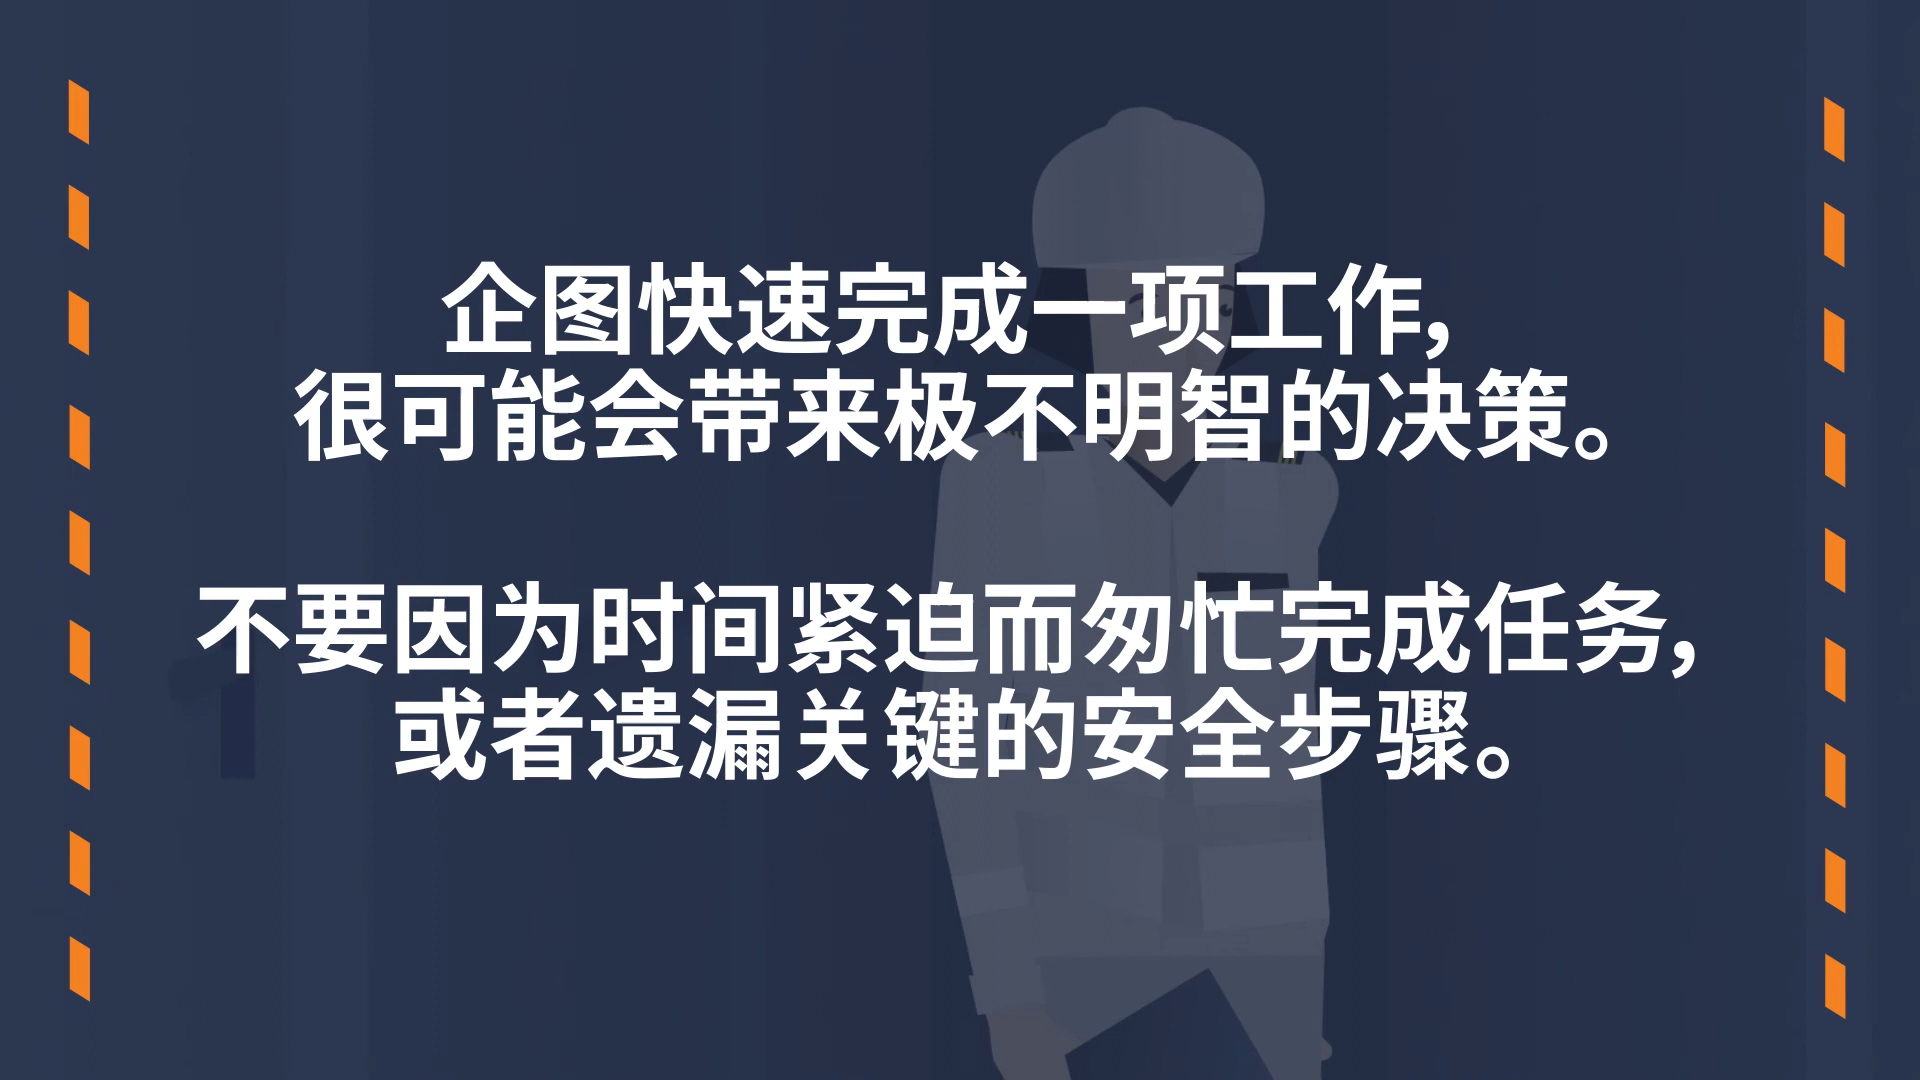 企图快速完成一项工作，
很可能会带来极不明智的决策。
不要因为时间紧迫而匆忙完成任务，
或者遗漏关键的安全步骤。